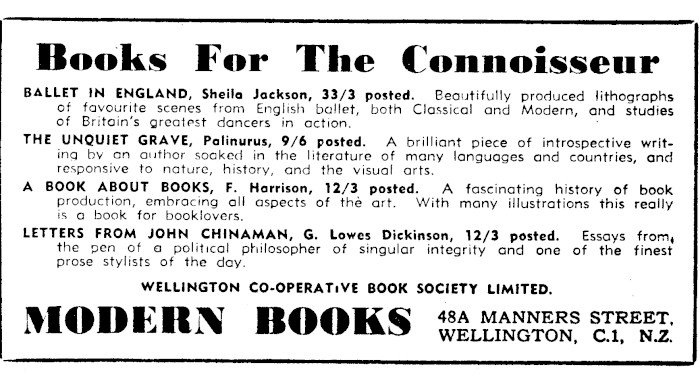 Books For The Connoisseur
BALLET IN ENGLAND, Sheila Jackson, 33/3 posted. Beautifully produced lithographs
of favourite scenes from English ballet, both Classical and Modern, and studies
of Britain's greatest dancers in action.
THE UNQUIET GRAVE, Palinurus, 9/6 posted. A brilliant piece of introspective writ-
ing by an author soaked in the literature of many languages and countries, and
responsive to nature, history, and the visual arts.
A BOOK ABOUT BOOKS, F. Harrison, 12/3 posted. A fascinating history of book
production, embracing all aspects of the art. With many illustrations this really
is a book for booklovers.
LETTERS FROM JOHN CHINAMAN, G. Lowes Dickinson, 12/3 posted. Essays from
the pen of a political philosopher of singular integrity and one of the finest
prose stylists of the day.
WELLINGTON CO-OPERATIVE BOOK SOCIETY LIMITED.
MODERN BOOKS
48A MANNERS STREET,
WELLINGTON, C.1, N.Z.